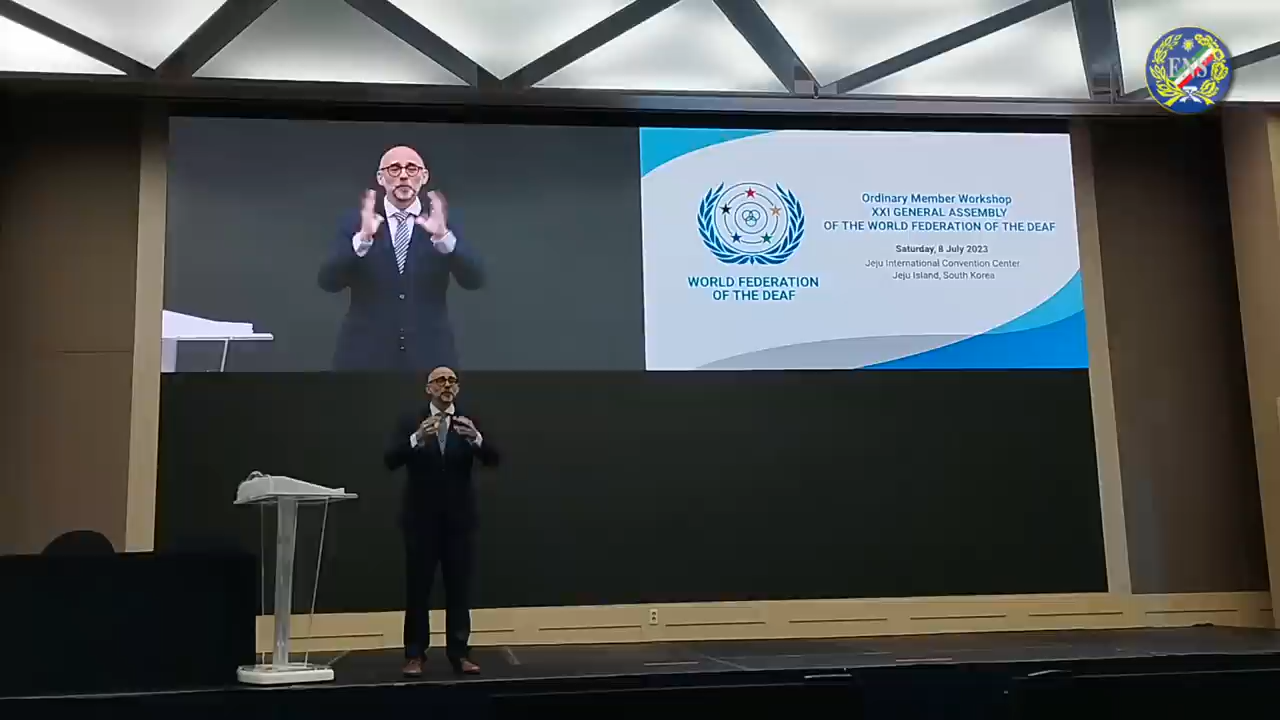 ENS
Ordinary Member Workshop
XXI GENERAL ASSEMBLY
OF THE WORLD FEDERATION OF THE DEAF
Saturday, 8 July 2023
Jeju International Convention Center
Jeju Island, South Korea
WORLD FEDERATION
OF THE DEAF